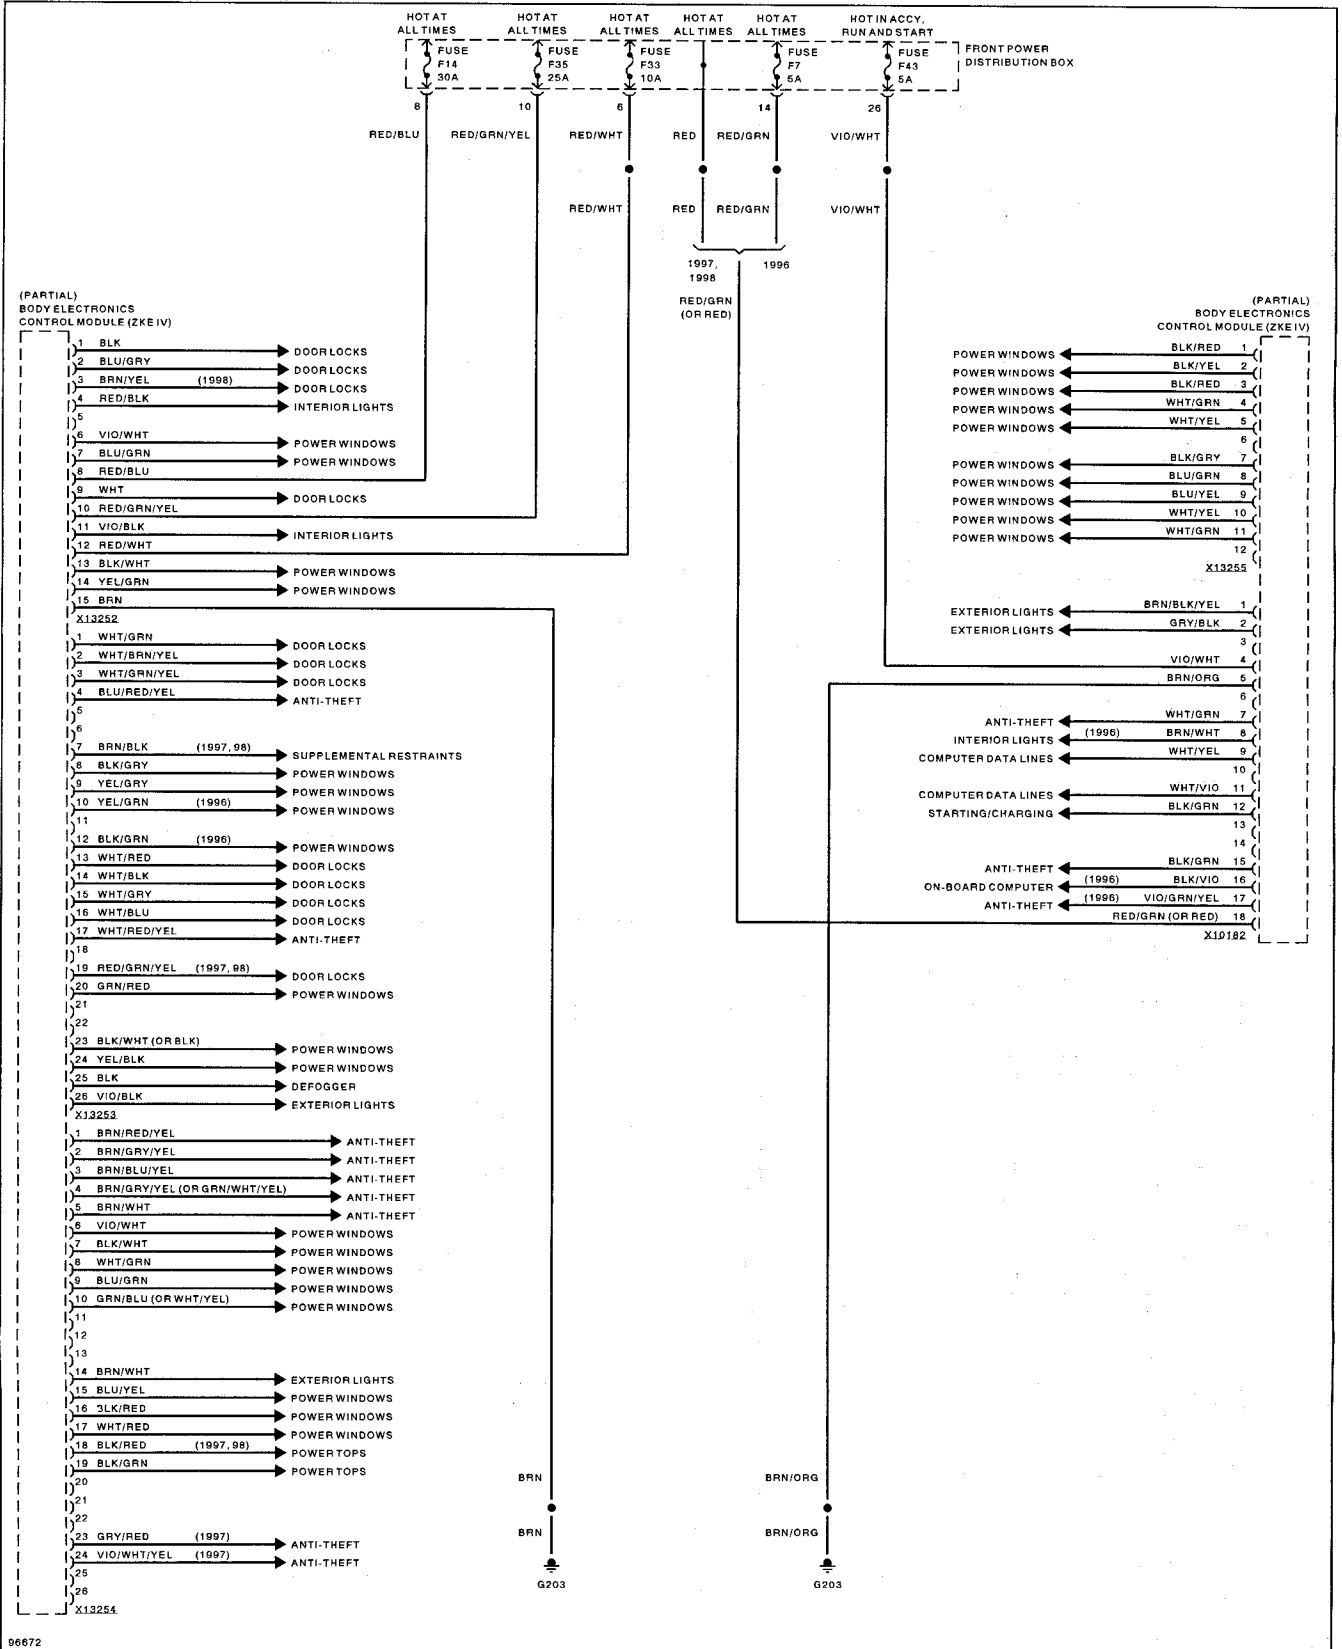 HOT AT ALL TIMES
HOT AT ALL TIMES
HOT AT ALL TIMES
HOT AT ALL TIMES
HOT AT ALL TIMES
HOT IN ACCY, RUN AND START
FUSE F14 30A
FUSE F35 25A
FUSE F33 10A
FUSE F7 5A
FUSE F43 5A
FRONT POWER DISTRIBUTION BOX
8 10 6 14 26
RED/BLU RED/GRN/YEL RED/WHT RED RED/GRN VIO/WHT
RED/WHT RED RED/GRN VIO/WHT
1997, 1998
1996
RED/GRN (OR RED)
(PARTIAL)
BODY ELECTRONICS
CONTROL MODULE (ZKE IV)
1 BLK DOOR LOCKS
2 BLU/GRY DOOR LOCKS
3 BRN/YEL (1998) DOOR LOCKS
4 RED/BLK INTERIOR LIGHTS
5
6 VIO/WHT POWER WINDOWS
7 BLU/GRN POWER WINDOWS
8 RED/BLU
9 WHT DOOR LOCKS
10 RED/GRN/YEL
11 VIO/BLK INTERIOR LIGHTS
12 RED/WHT
13 BLK/WHT POWER WINDOWS
14 YEL/GRN POWER WINDOWS
15 BRN
X13252
1 WHT/GRN DOOR LOCKS
2 WHT/BRN/YEL DOOR LOCKS
3 WHT/GRN/YEL DOOR LOCKS
4 BLU/RED/YEL ANTI-THEFT
5
6
7 BRN/BLK (1997,98) SUPPLEMENTAL RESTRAINTS
8 BLK/GRY POWER WINDOWS
9 YEL/GRY POWER WINDOWS
10 YEL/GRN (1996) POWER WINDOWS
11
12 BLK/GRN (1996) POWER WINDOWS
13 WHT/RED DOOR LOCKS
14 WHT/BLK DOOR LOCKS
15 WHT/GRY DOOR LOCKS
16 WHT/BLU DOOR LOCKS
17 WHT/RED/YEL ANTI-THEFT
18
19 RED/GRN/YEL (1997,98) DOOR LOCKS
20 GRN/RED POWER WINDOWS
21
22
23 BLK/WHT (OR BLK) POWER WINDOWS
24 YEL/BLK POWER WINDOWS
25 BLK DEFOGGER
26 VIO/BLK EXTERIOR LIGHTS
X13253
1 BRN/RED/YEL ANTI-THEFT
2 BRN/GRY/YEL ANTI-THEFT
3 BRN/BLU/YEL ANTI-THEFT
4 BRN/GRY/YEL (OR GRN/WHT/YEL) ANTI-THEFT
5 BRN/WHT ANTI-THEFT
6 VIO/WHT POWER WINDOWS
7 BLK/WHT POWER WINDOWS
8 WHT/GRN POWER WINDOWS
9 BLU/GRN POWER WINDOWS
10 GRN/BLU (OR WHT/YEL) POWER WINDOWS
11
12
13
14 BRN/WHT EXTERIOR LIGHTS
15 BLU/YEL POWER WINDOWS
16 BLK/RED POWER WINDOWS
17 WHT/RED POWER WINDOWS
18 BLK/RED (1997,98) POWER TOPS
19 BLK/GRN POWER TOPS
20
21
22
23 GRY/RED (1997) ANTI-THEFT
24 VIO/WHT/YEL (1997) ANTI-THEFT
25
26
X13254
BRN
BRN
G203
BRN/ORG
BRN/ORG
G203
(PARTIAL)
BODY ELECTRONICS
CONTROL MODULE (ZKE IV)
POWER WINDOWS BLK/RED 1
POWER WINDOWS BLK/YEL 2
POWER WINDOWS BLK/RED 3
POWER WINDOWS WHT/GRN 4
POWER WINDOWS WHT/YEL 5
6
POWER WINDOWS BLK/GRY 7
POWER WINDOWS BLU/GRN 8
POWER WINDOWS BLU/YEL 9
POWER WINDOWS WHT/YEL 10
POWER WINDOWS WHT/GRN 11
12
X13255
EXTERIOR LIGHTS BRN/BLK/YEL 1
EXTERIOR LIGHTS GRY/BLK 2
3
VIO/WHT 4
BRN/ORG 5
6
ANTI-THEFT WHT/GRN 7
INTERIOR LIGHTS (1996) BRN/WHT 8
COMPUTER DATA LINES WHT/YEL 9
10
COMPUTER DATA LINES WHT/VIO 11
STARTING/CHARGING BLK/GRN 12
13
14
ANTI-THEFT BLK/GRN 15
ON-BOARD COMPUTER (1996) BLK/VIO 16
ANTI-THEFT (1996) VIO/GRN/YEL 17
RED/GRN (OR RED) 18
X10182
96672